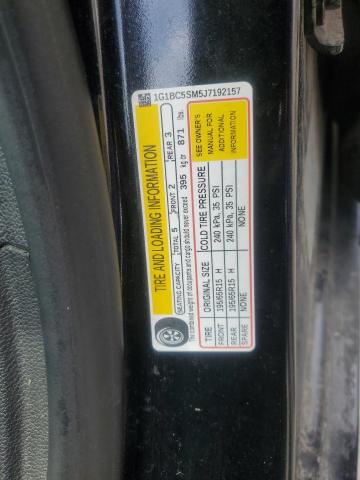 1G1BC5SM5J7192157
TIRE AND LOADING INFORMATION
SEATING CAPACITY TOTAL 5 FRONT 2 REAR 3
The combined weight of occupants and cargo should never exceed 395 kg or 871 lbs.
TIRE ORIGINAL SIZE COLD TIRE PRESSURE
FRONT 195/65R15 H 240 kPa, 35 PSI
REAR 195/65R15 H 240 kPa, 35 PSI
SPARE NONE NONE
SEE OWNER'S
MANUAL FOR
ADDITIONAL
INFORMATION